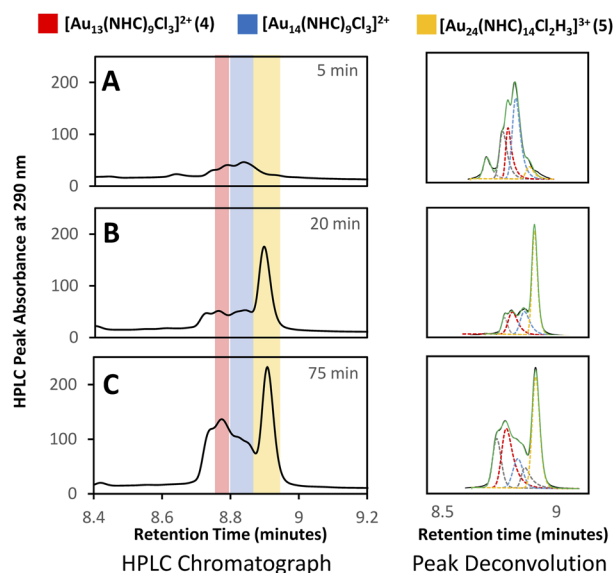 [Au₁₃(NHC)₉Cl₃]²⁺ (4) [Au₁₄(NHC)₉Cl₃]²⁺ [Au₂₄(NHC)₁₄Cl₂H₃]³⁺ (5)
HPLC Peak Absorbance at 290 nm
A 5 min
200
100
0
B 20 min
200
100
0
C 75 min
200
100
0
8.4 8.6 8.8 9 9.2
Retention Time (minutes)
HPLC Chromatograph
8.5 9
Retention time (minutes)
Peak Deconvolution